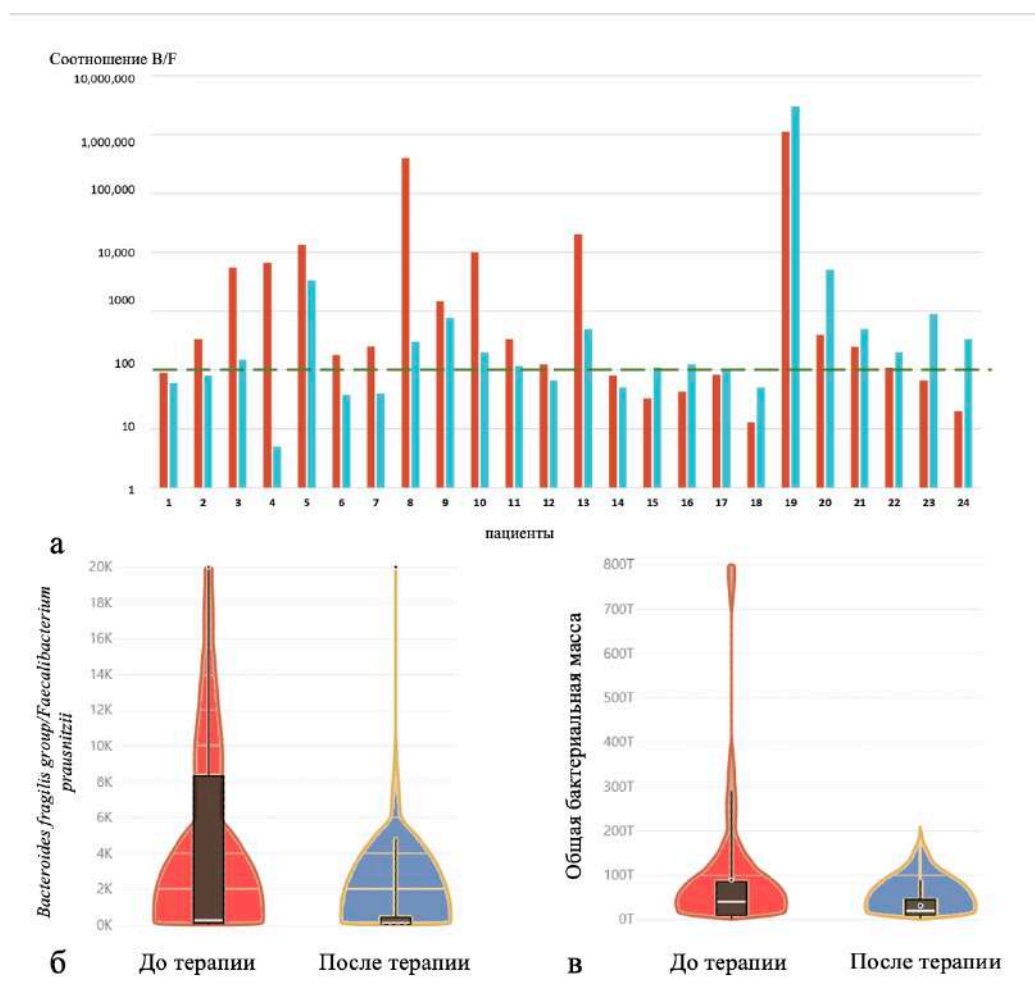 Соотношение B/F
10,000,000
1,000,000
100,000
10,000
1000
100
10
1
1 2 3 4 5 6 7 8 9 10 11 12 13 14 15 16 17 18 19 20 21 22 23 24
пациенты
а
Bacteroides fragilis group/Faecalibacterium
prausnitzii
20K
18K
16K
14K
12K
10K
8K
6K
4K
2K
0K
б
До терапии После терапии
Общая бактериальная масса
800T
700T
600T
500T
400T
300T
200T
100T
0T
в
До терапии После терапии